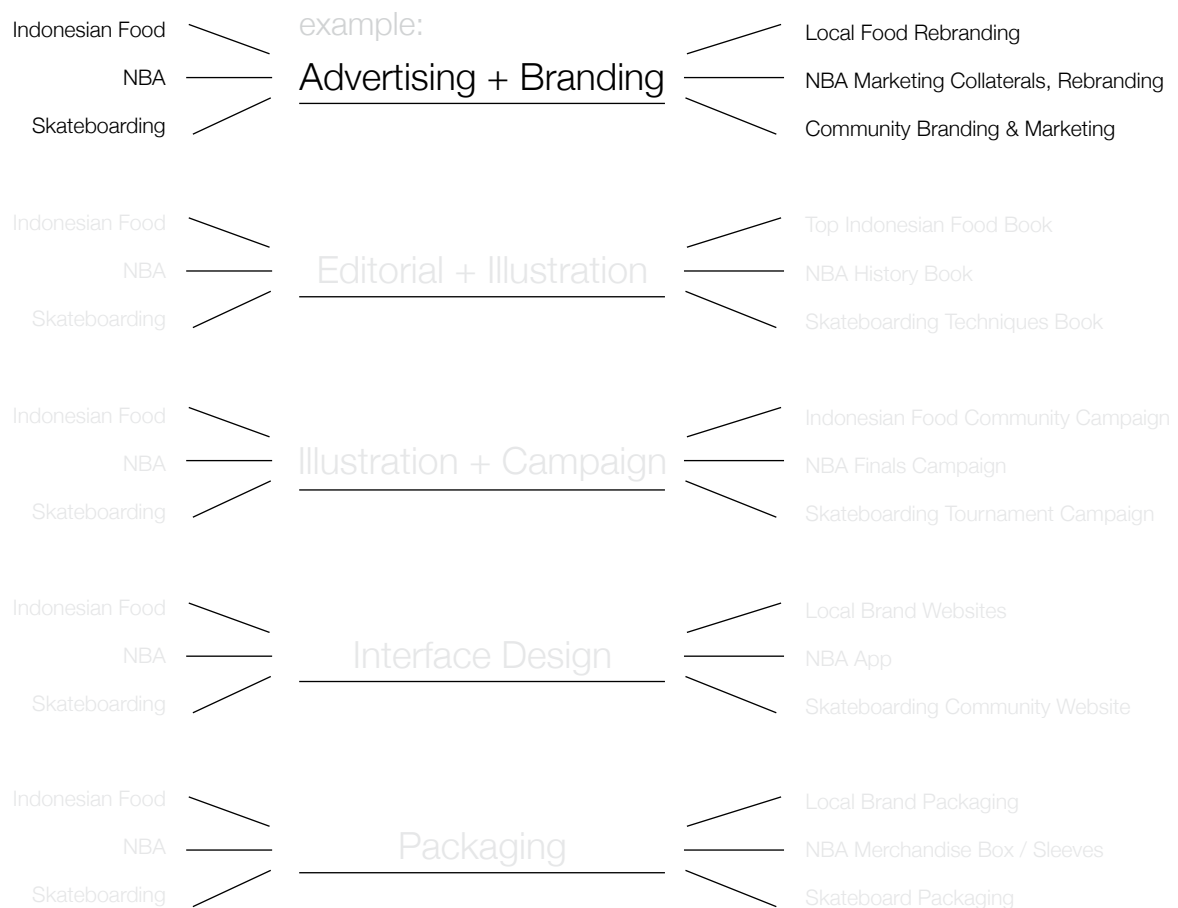 example:
Indonesian Food
NBA
Skateboarding
Advertising + Branding
Local Food Rebranding
NBA Marketing Collaterals, Rebranding
Community Branding & Marketing
Indonesian Food
NBA
Skateboarding
Editorial + Illustration
Top Indonesian Food Book
NBA History Book
Skateboarding Techniques Book
Indonesian Food
NBA
Skateboarding
Illustration + Campaign
Indonesian Food Community Campaign
NBA Finals Campaign
Skateboarding Tournament Campaign
Indonesian Food
NBA
Skateboarding
Interface Design
Local Brand Websites
NBA App
Skateboarding Community Website
Indonesian Food
NBA
Skateboarding
Packaging
Local Brand Packaging
NBA Merchandise Box / Sleeves
Skateboard Packaging